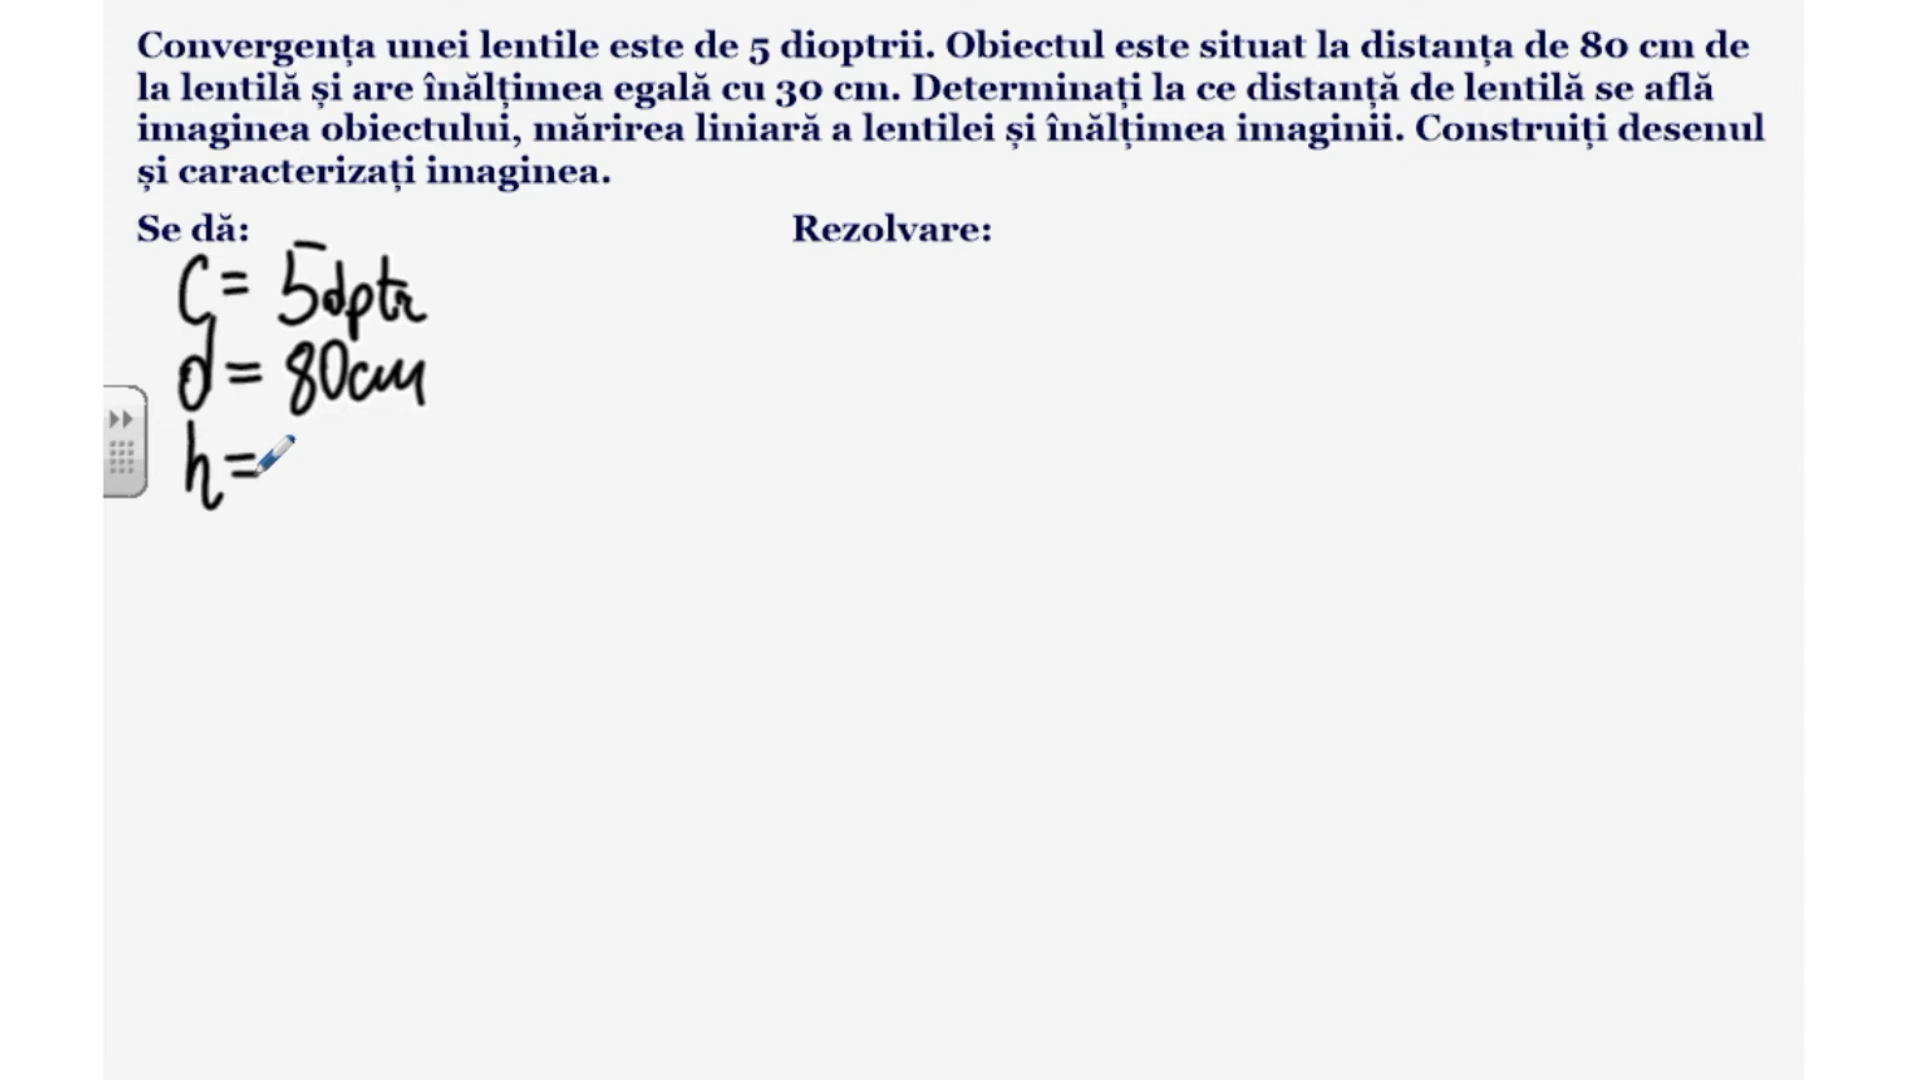 Convergența unei lentile este de 5 dioptrii. Obiectul este situat la distanța de 80 cm de
la lentilă și are înălțimea egală cu 30 cm. Determinați la ce distanță de lentilă se află
imaginea obiectului, mărirea liniară a lentilei și înălțimea imaginii. Construiți desenul
și caracterizați imaginea.
Se dă:
Rezolvare:
C = 5dptr
d = 80cm
h =